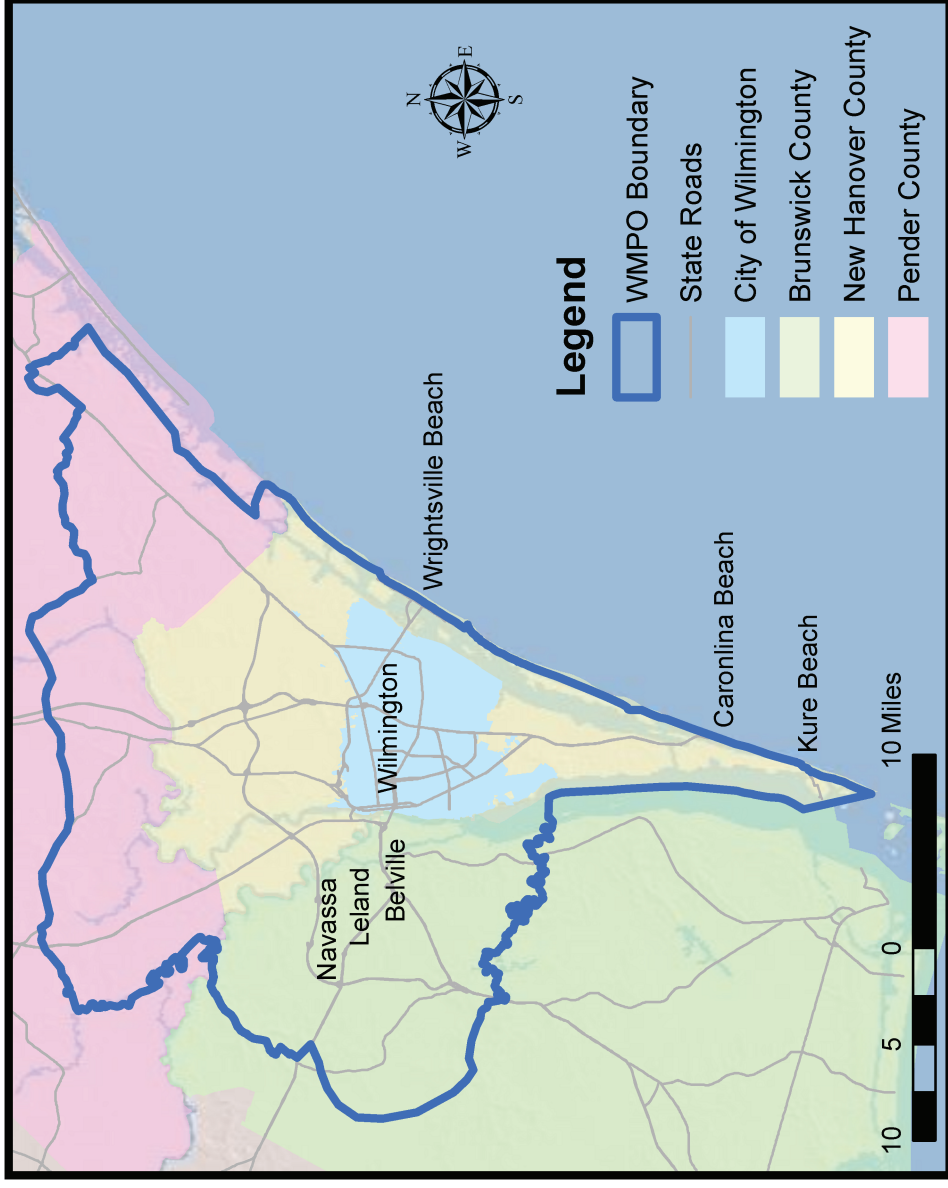 N
W
E
S
Wrightsville Beach
Wilmington
Navassa
Leland
Belville
Caronlina Beach
Kure Beach
Legend
WMPO Boundary
State Roads
City of Wilmington
Brunswick County
New Hanover County
Pender County
10 5 0 10 Miles